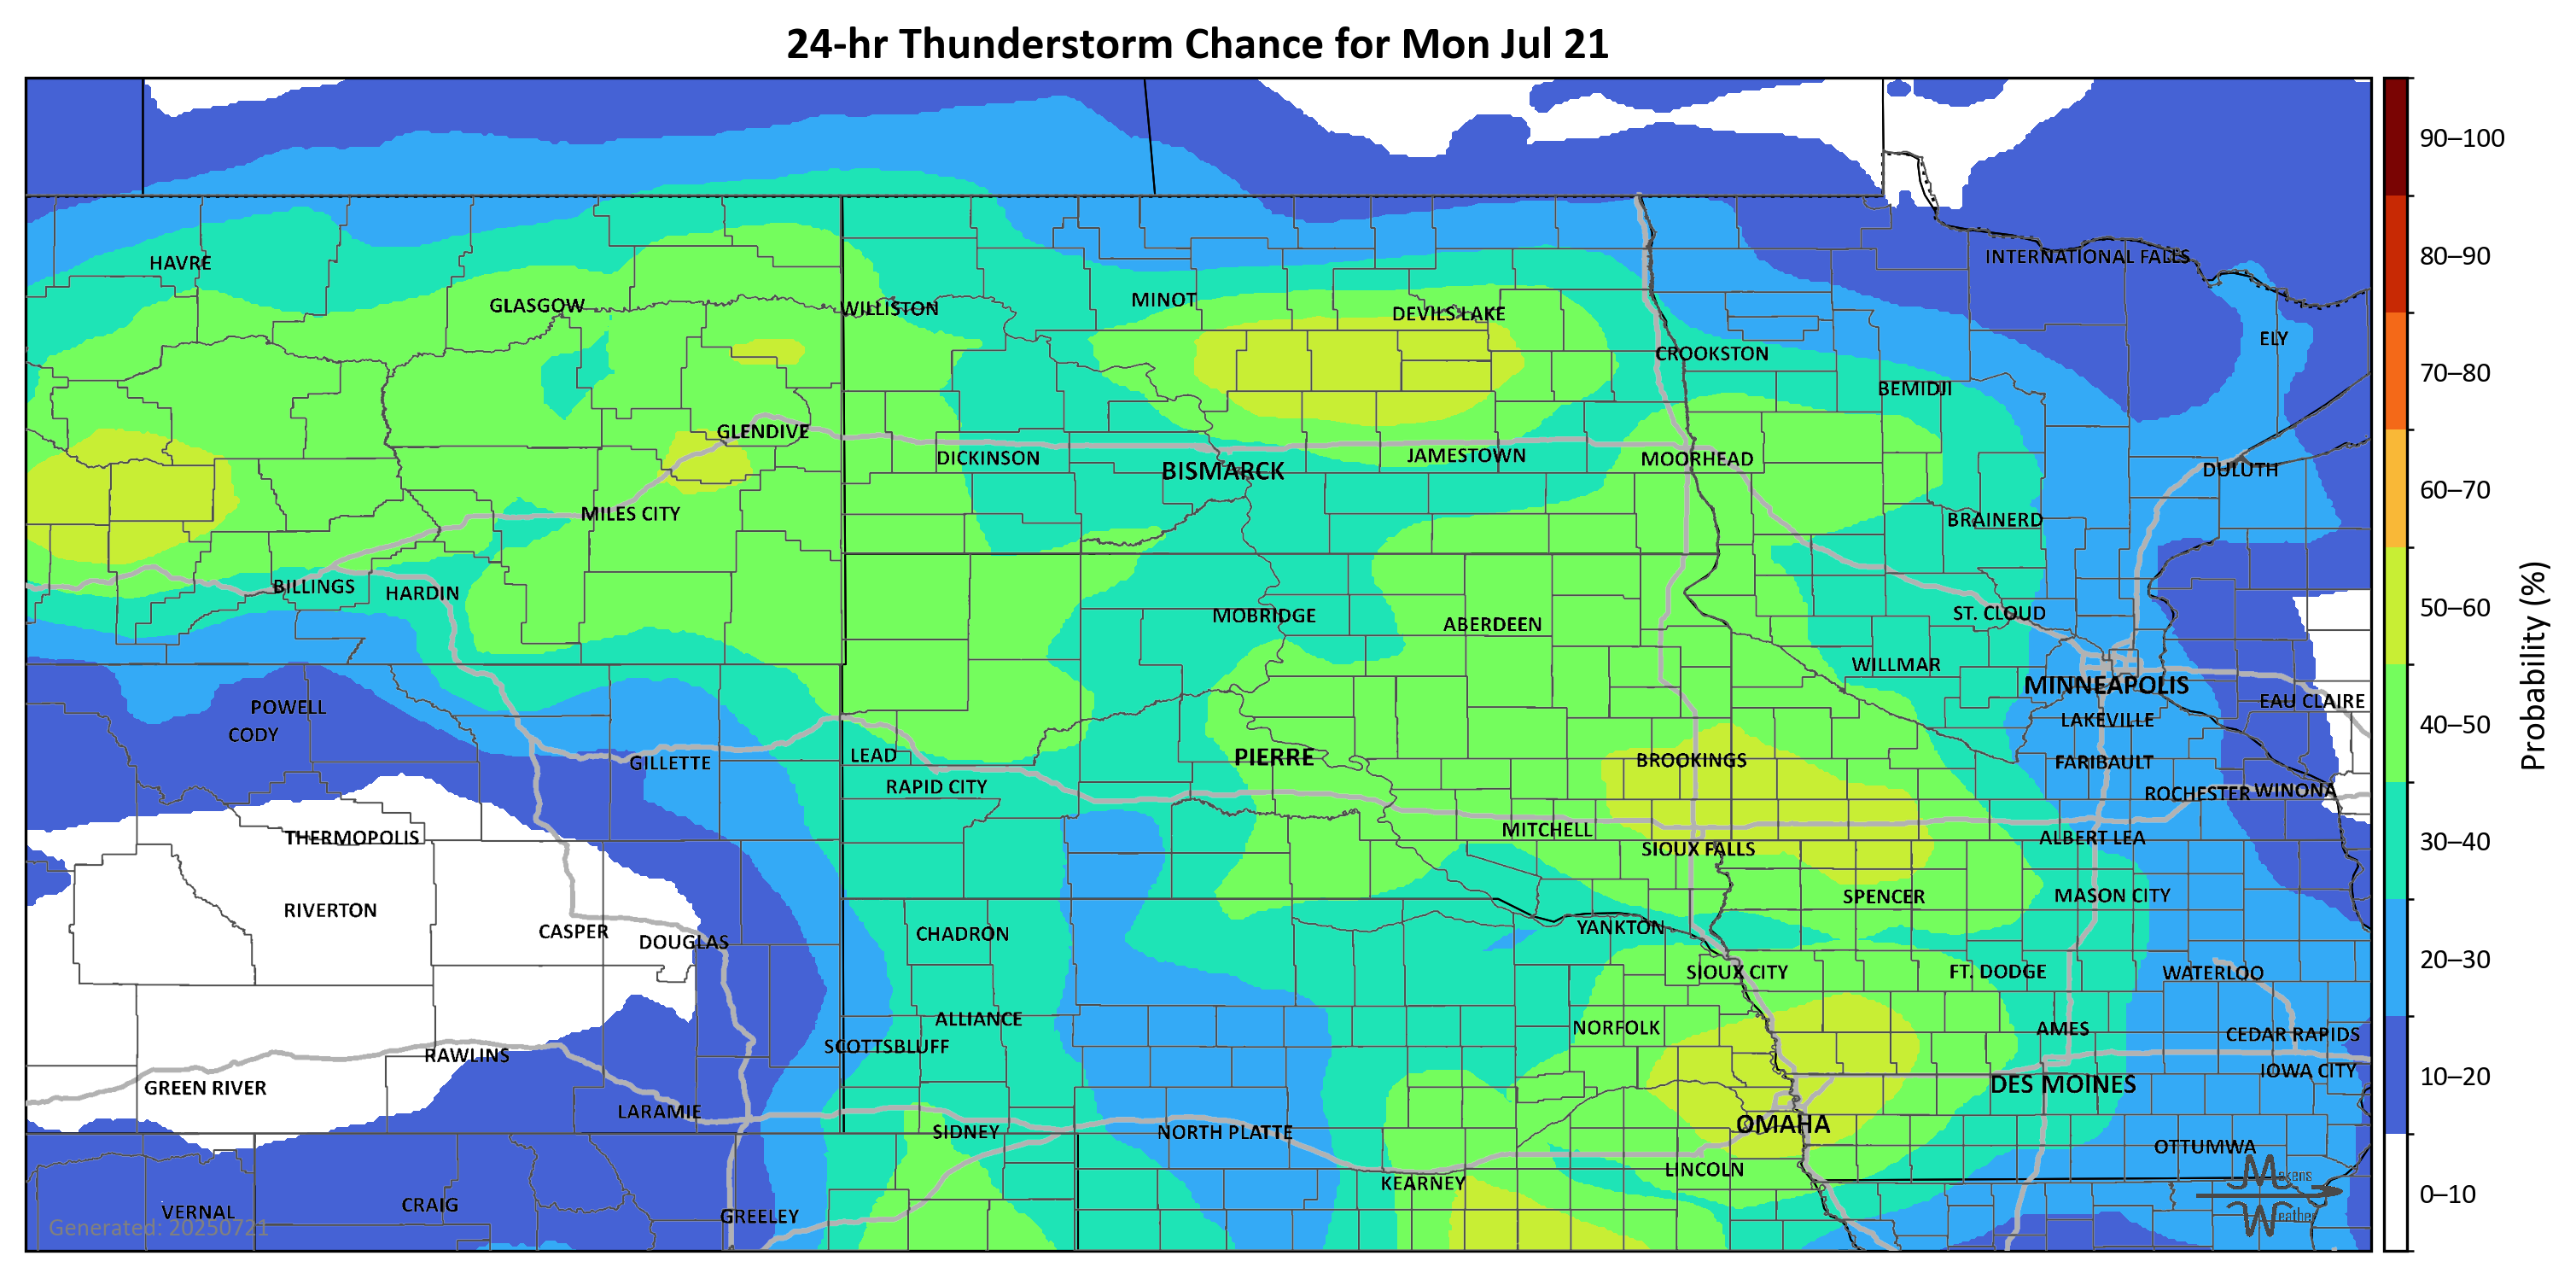 24-hr Thunderstorm Chance for Mon Jul 21
90–100
80–90
70–80
60–70
50–60
40–50
30–40
20–30
10–20
0–10
Probability (%)
HAVRE
INTERNATIONAL FALLS
GLASGOW
WILLISTON
MINOT
DEVILS LAKE
ELY
CROOKSTON
BEMIDJI
GLENDIVE
DICKINSON
BISMARCK
JAMESTOWN
MOORHEAD
DULUTH
MILES CITY
BRAINERD
BILLINGS
HARDIN
MOBRIDGE
ABERDEEN
ST. CLOUD
WILLMAR
MINNEAPOLIS
POWELL
EAU CLAIRE
CODY
LAKEVILLE
GILLETTE
LEAD
PIERRE
BROOKINGS
FARIBAULT
RAPID CITY
ROCHESTER
WINONA
THERMOPOLIS
MITCHELL
ALBERT LEA
SIOUX FALLS
RIVERTON
SPENCER
MASON CITY
CASPER
DOUGLAS
CHADRON
YANKTON
SIOUX CITY
FT. DODGE
WATERLOO
ALLIANCE
NORFOLK
AMES
CEDAR RAPIDS
SCOTTSBLUFF
RAWLINS
GREEN RIVER
IOWA CITY
DES MOINES
LARAMIE
SIDNEY
NORTH PLATTE
OMAHA
OTTUMWA
LINCOLN
KEARNEY
VERNAL
CRAIG
GREELEY
Generated: 20250721
Makens
Weather